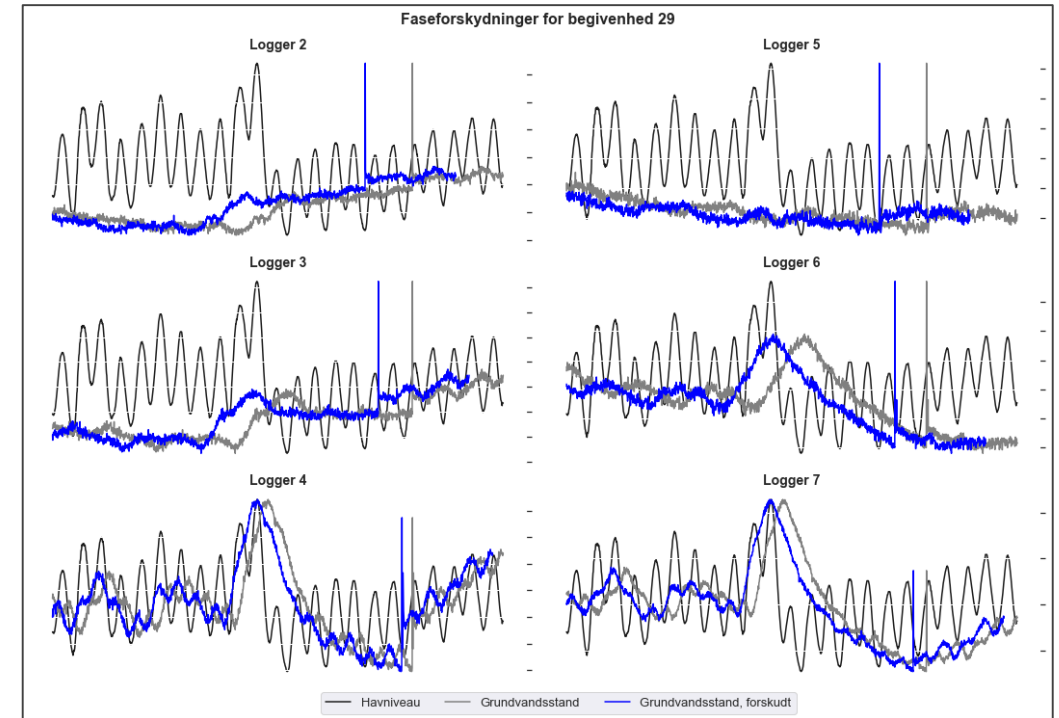 Faseforskydninger for begivenhed 29
Logger 2
Logger 5
Logger 3
Logger 6
Logger 4
Logger 7
Havniveau
Grundvandsstand
Grundvandsstand, forskudt